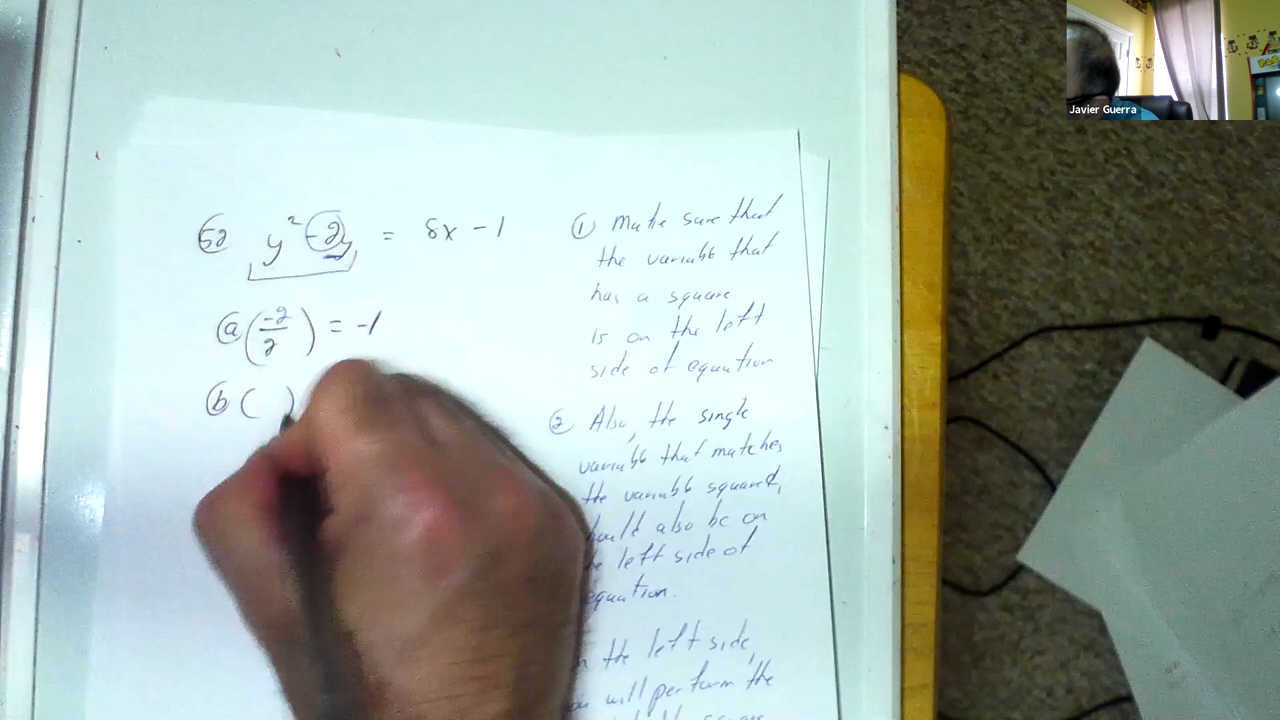 52 y² -2y = 8x - 1
ⓐ (-2/2) = -1
ⓑ ( )
① Make sure that
the variable that
has a square
is on the left
side of equation
② Also, the single
variable that matches
the variable squared,
should also be on
the left side of
equation.
the left side,
will perform the
square
Javier Guerra